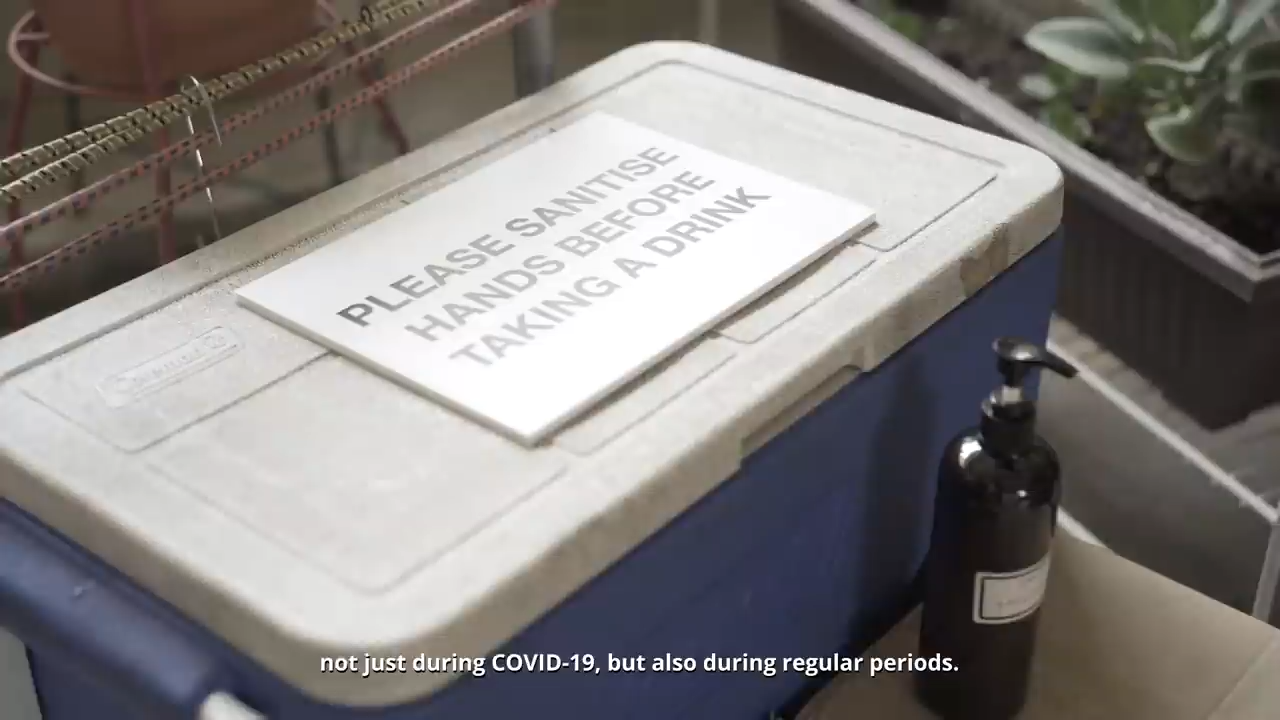 PLEASE SANITISE
HANDS BEFORE
TAKING A DRINK
not just during COVID-19, but also during regular periods.